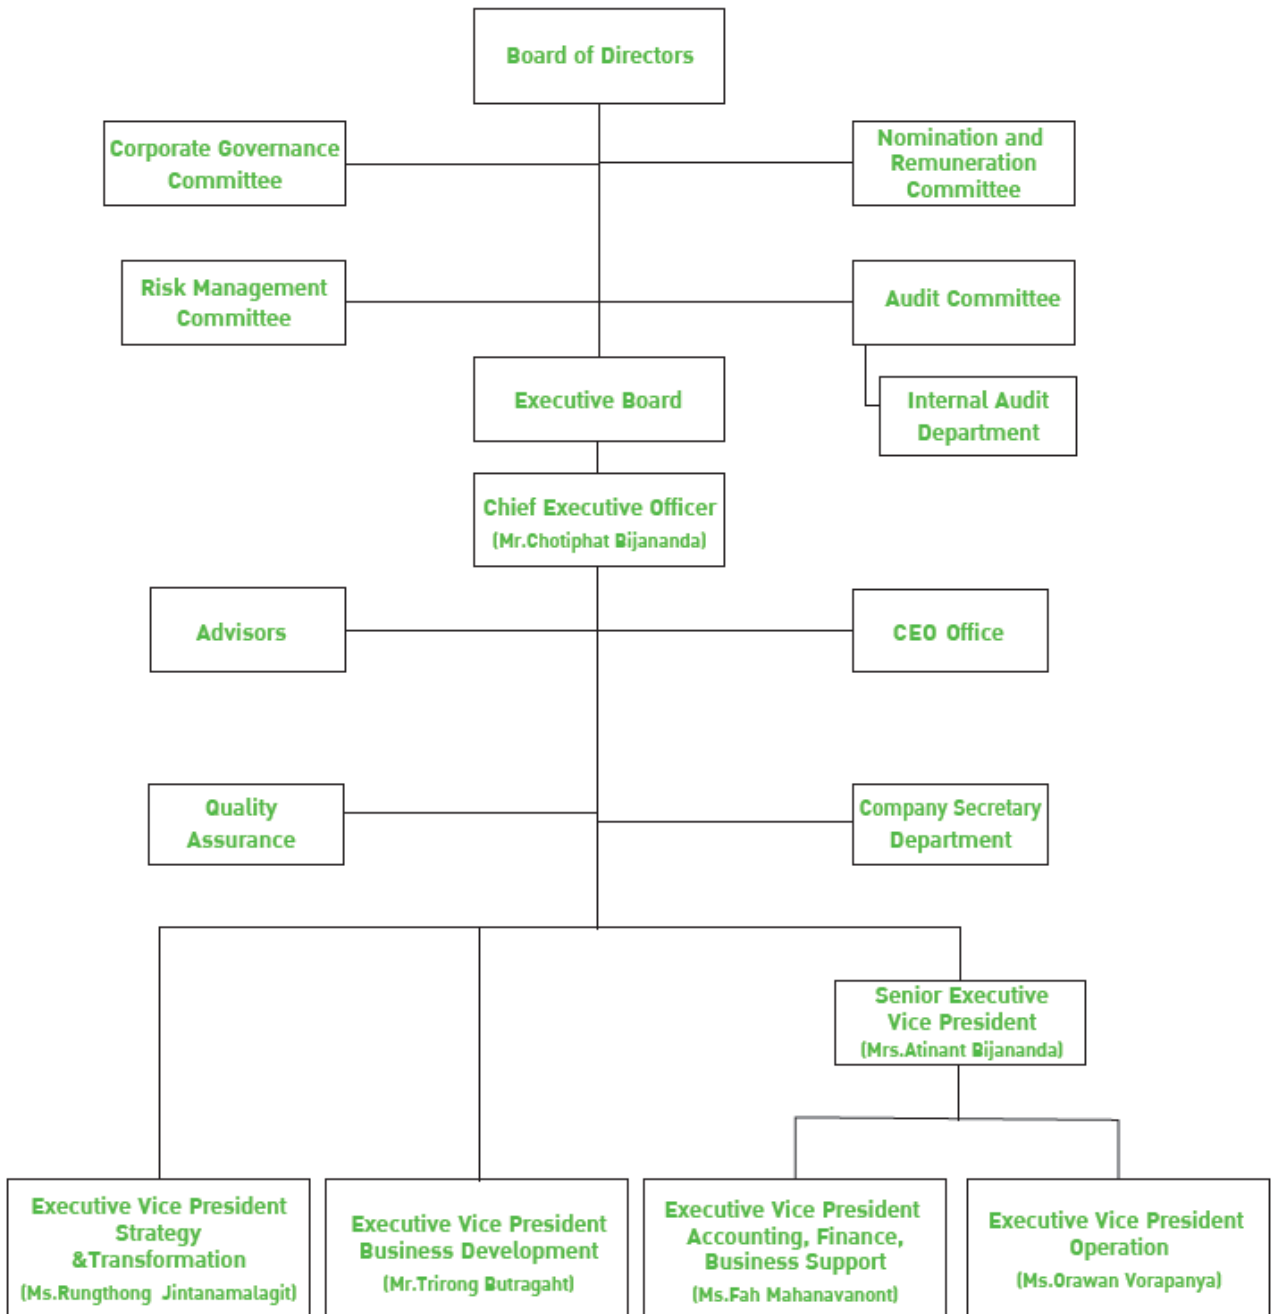 Board of Directors
Corporate Governance
Committee
Nomination and
Remuneration
Committee
Risk Management
Committee
Audit Committee
Internal Audit
Department
Executive Board
Chief Executive Officer
(Mr.Chotiphat Bijananda)
Advisors
CEO Office
Quality
Assurance
Company Secretary
Department
Senior Executive
Vice President
(Mrs.Atinant Bijananda)
Executive Vice President
Strategy
&Transformation
(Ms.Rungthong Jintanamalagit)
Executive Vice President
Business Development
(Mr.Trirong Butragaht)
Executive Vice President
Accounting, Finance,
Business Support
(Ms.Fah Mahanavanont)
Executive Vice President
Operation
(Ms.Orawan Vorapanya)